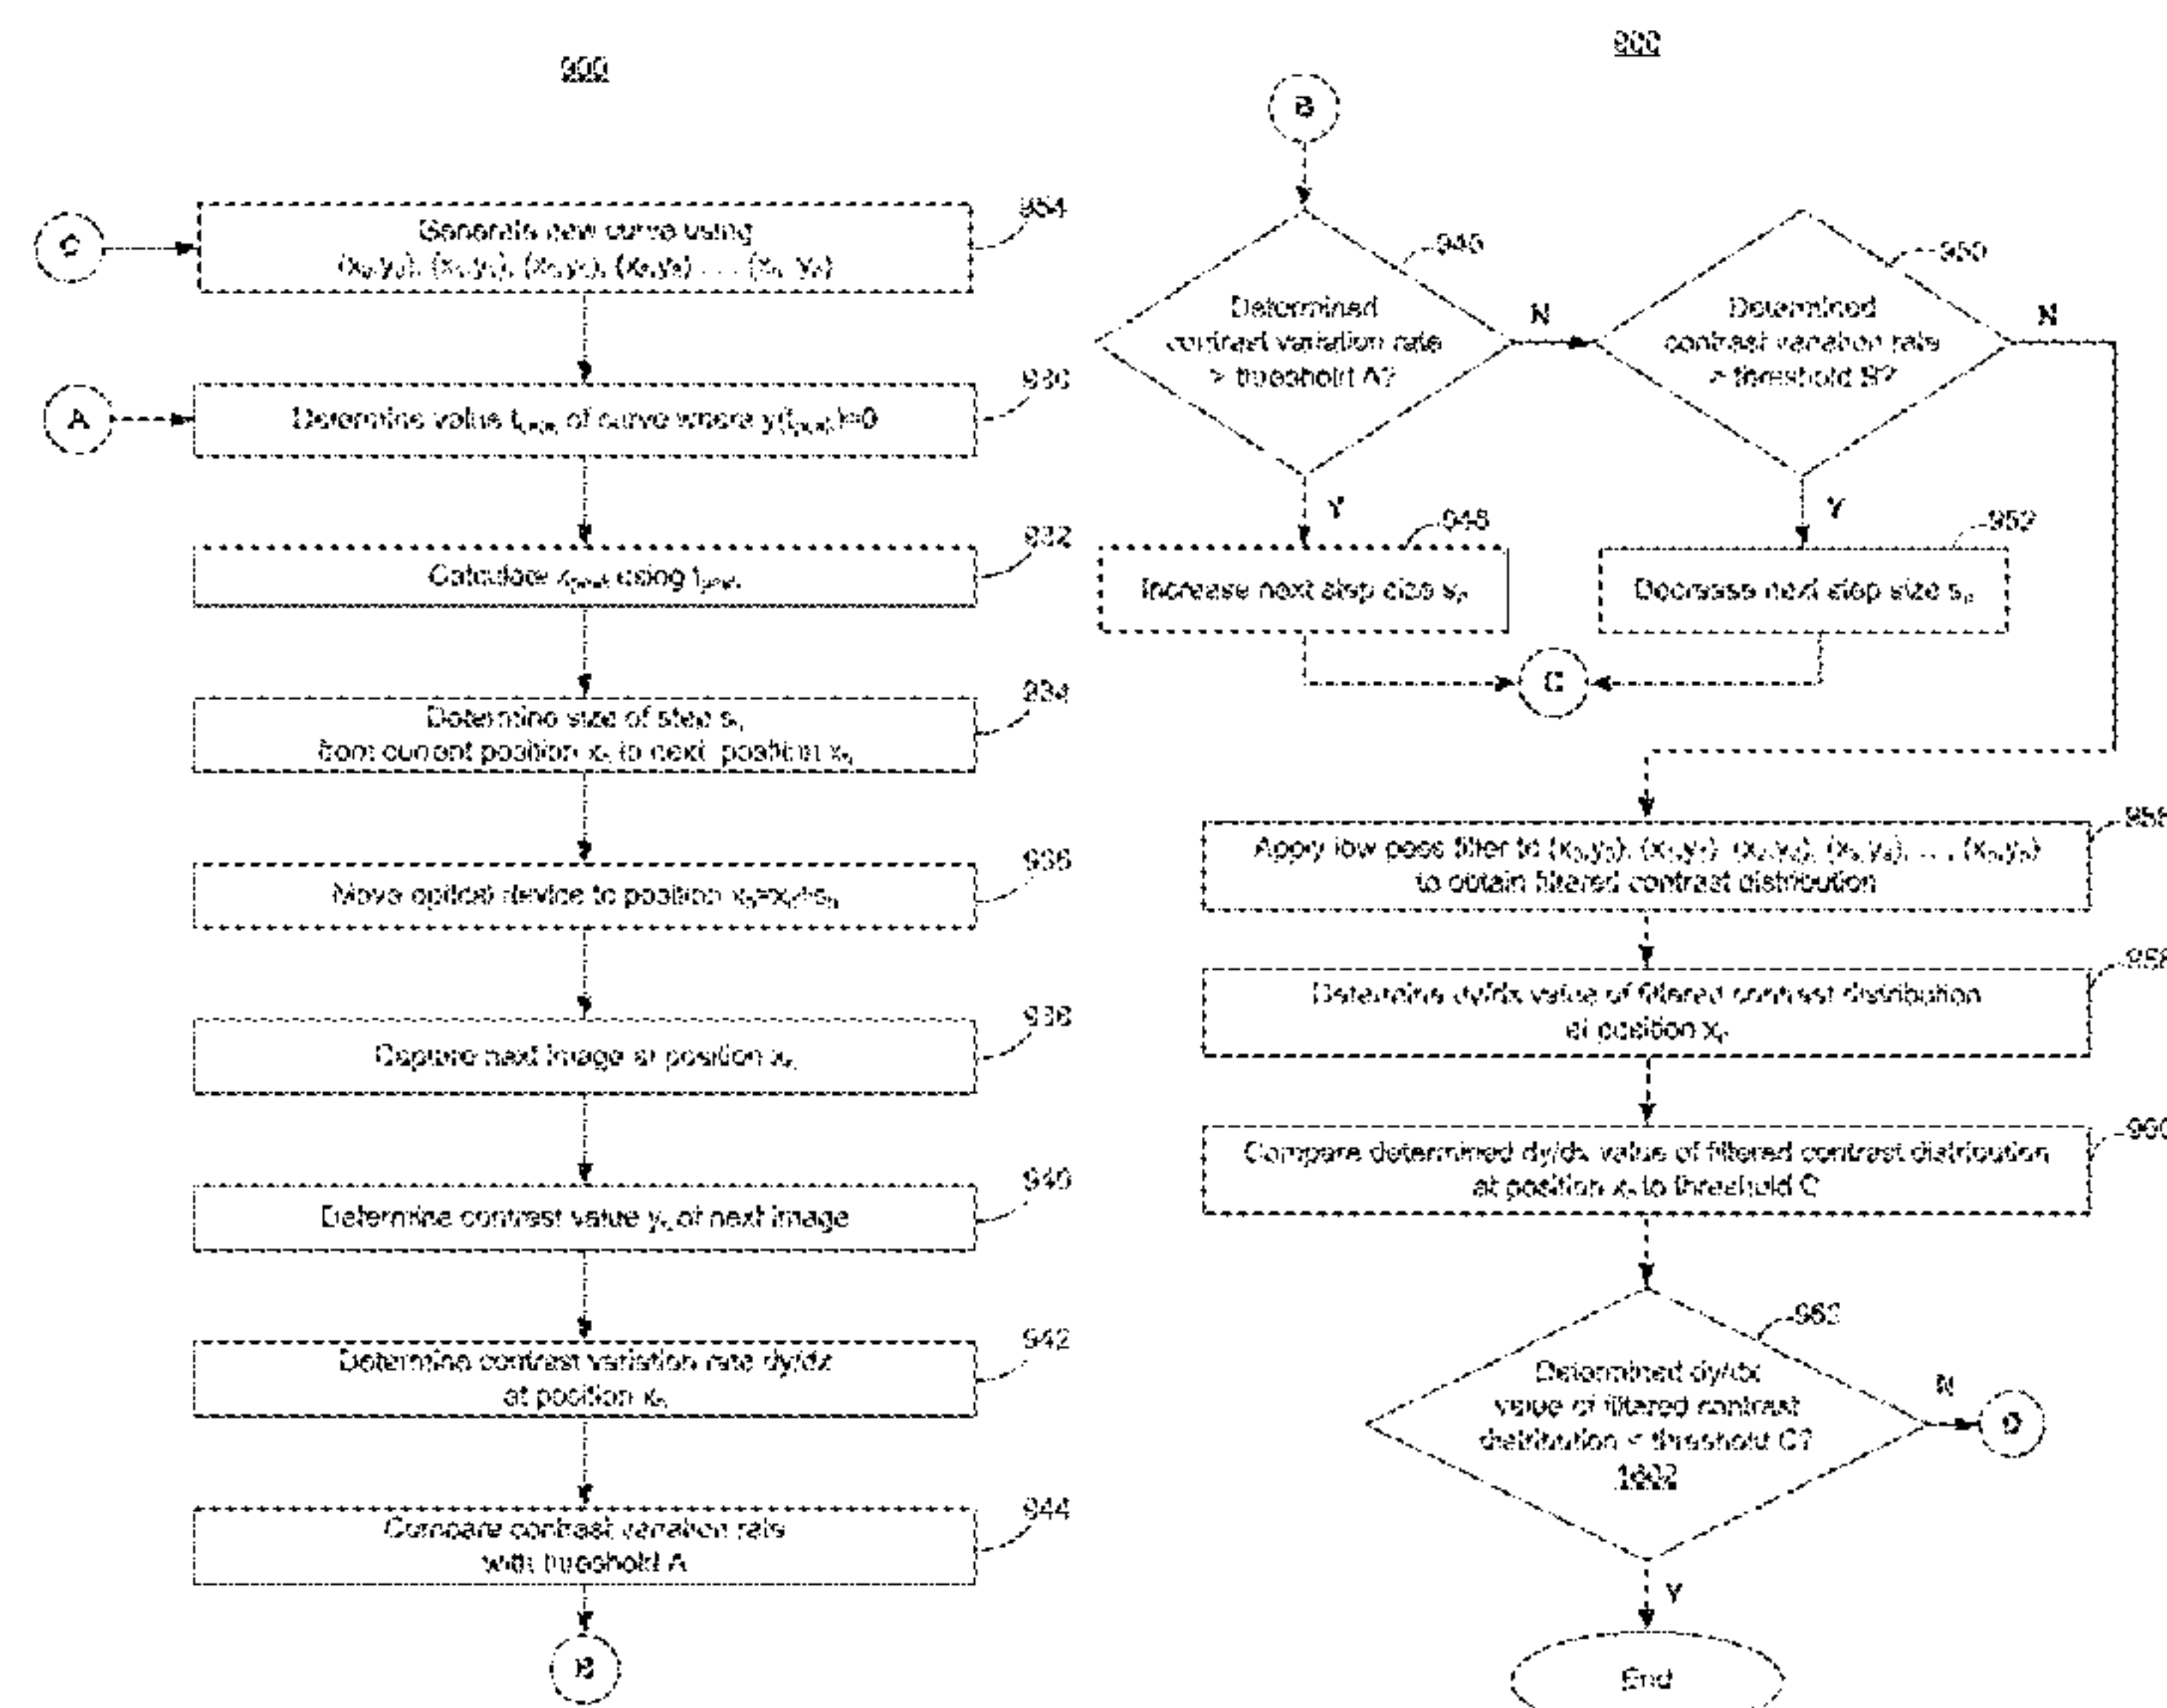 900
C
954
Generate new curve using
A
930
Determine value t of curve where
932
Calculate using
934
Determine size of step
from current position to next position
936
Move optical device to position
938
Capture next image at position
940
Determine contrast value of next image
942
Determine contrast variation rate
at position
944
Compare contrast variation rate
with threshold A
B
900
B
Determined
contrast variation rate
> threshold A?
N
Y
948
Increase next step size
950
Determined
contrast variation rate
threshold B?
N
Y
952
Decrease next step size
C
Apply low pass filter to
to obtain filtered contrast distribution
958
Determine dy/dx value of filtered contrast distribution
at position
960
Compare determined dy/dx value of filtered contrast distribution
at position to threshold C
962
Determined dy/dx
value of filtered contrast
distribution < threshold C?
1602
N
D
Y
End